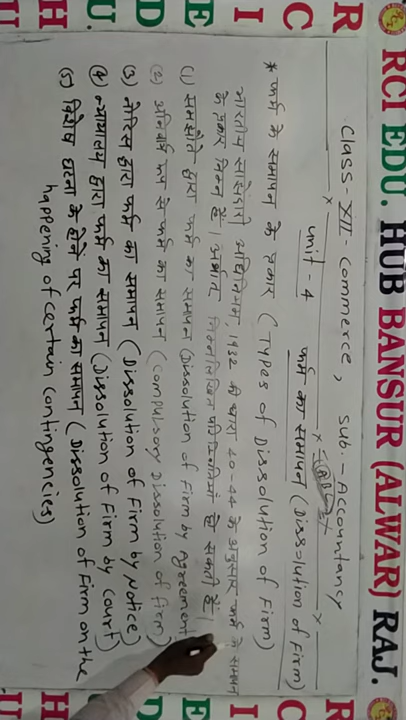 RCI EDU. HUB BANSUR (ALWAR) RAJ.
R C I E D U. H
R C I E D U. H
Class-XII - Commerce, Sub.- Accountancy
unit - 4 फर्म का समापन (Dissolution of Firm)
* फर्म के समापन के प्रकार (Types of Dissolution of Firm)
भारतीय साझेदारी अधिनियम, 1932 की धारा 40-44 के अनुसार फर्म के समापन
के प्रकार निम्न हैं। अर्थात् निम्नलिखित परिस्थितियों हो सकती हैं।
(1) समझौते द्वारा फर्म का समापन (Dissolution of Firm by Agreement
(2) अनिवार्य रूप से फर्म का समापन (Compulsory Dissolution of firm)
(3) नोटिस द्वारा फर्म का समापन (Dissolution of Firm by Notice)
(4) न्यायालय द्वारा फर्म का समापन (Dissolution of Firm by Court)
(5) विशेष घटना के होने पर फर्म का समापन (Dissolution of Firm on the
happening of Certain Contingencies)